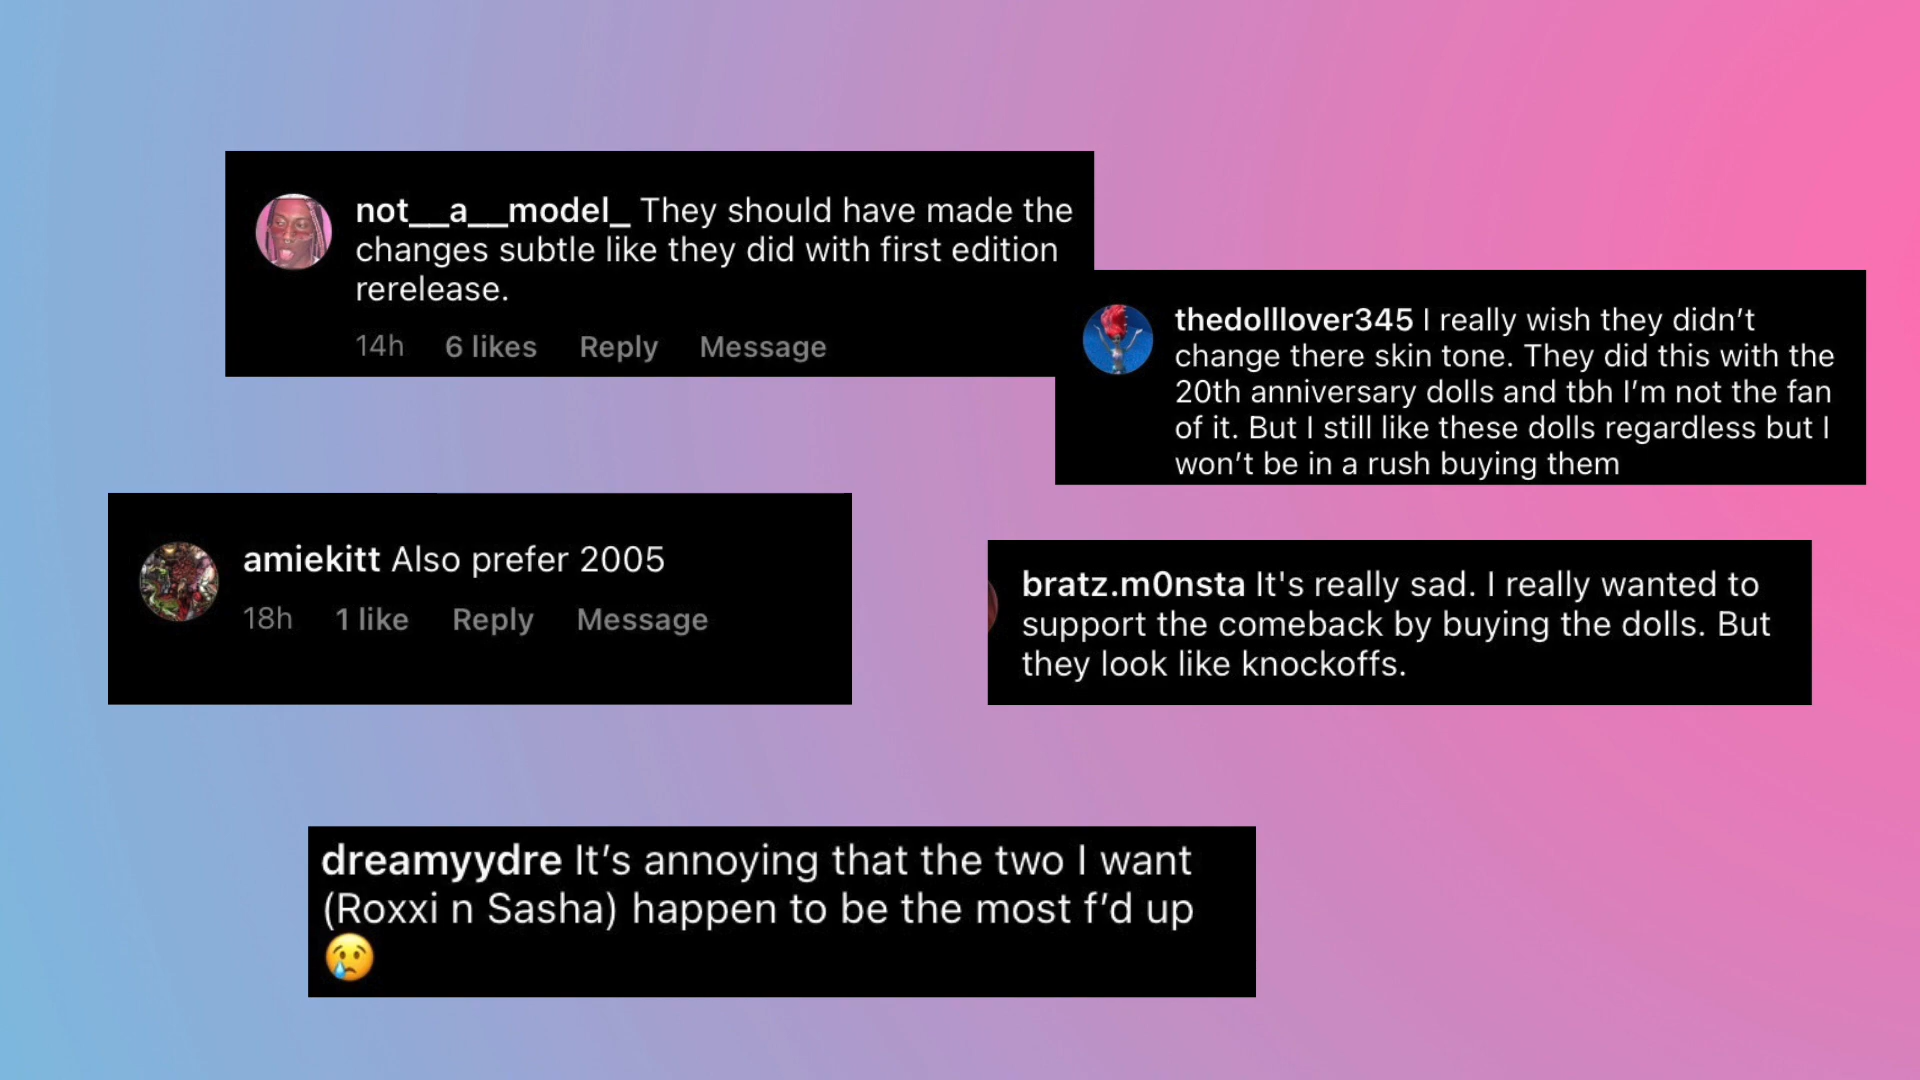 not__a__model_ They should have made the
changes subtle like they did with first edition
rerelease.
14h 6 likes Reply Message
thedolllover345 I really wish they didn’t
change there skin tone. They did this with the
20th anniversary dolls and tbh I’m not the fan
of it. But I still like these dolls regardless but I
won’t be in a rush buying them
amiekitt Also prefer 2005
18h 1 like Reply Message
bratz.m0nsta It's really sad. I really wanted to
support the comeback by buying the dolls. But
they look like knockoffs.
dreamyydre It’s annoying that the two I want
(Roxxi n Sasha) happen to be the most f’d up
😢